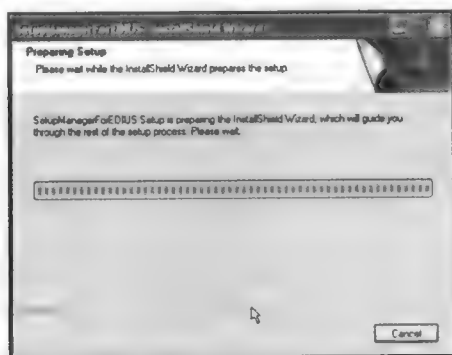 Preparing Setup
Please wait while the InstallShield Wizard prepares the setup.
SetupManagerForEDIUS Setup is preparing the InstallShield Wizard, which will guide you
through the rest of the setup process. Please wait.
Cancel